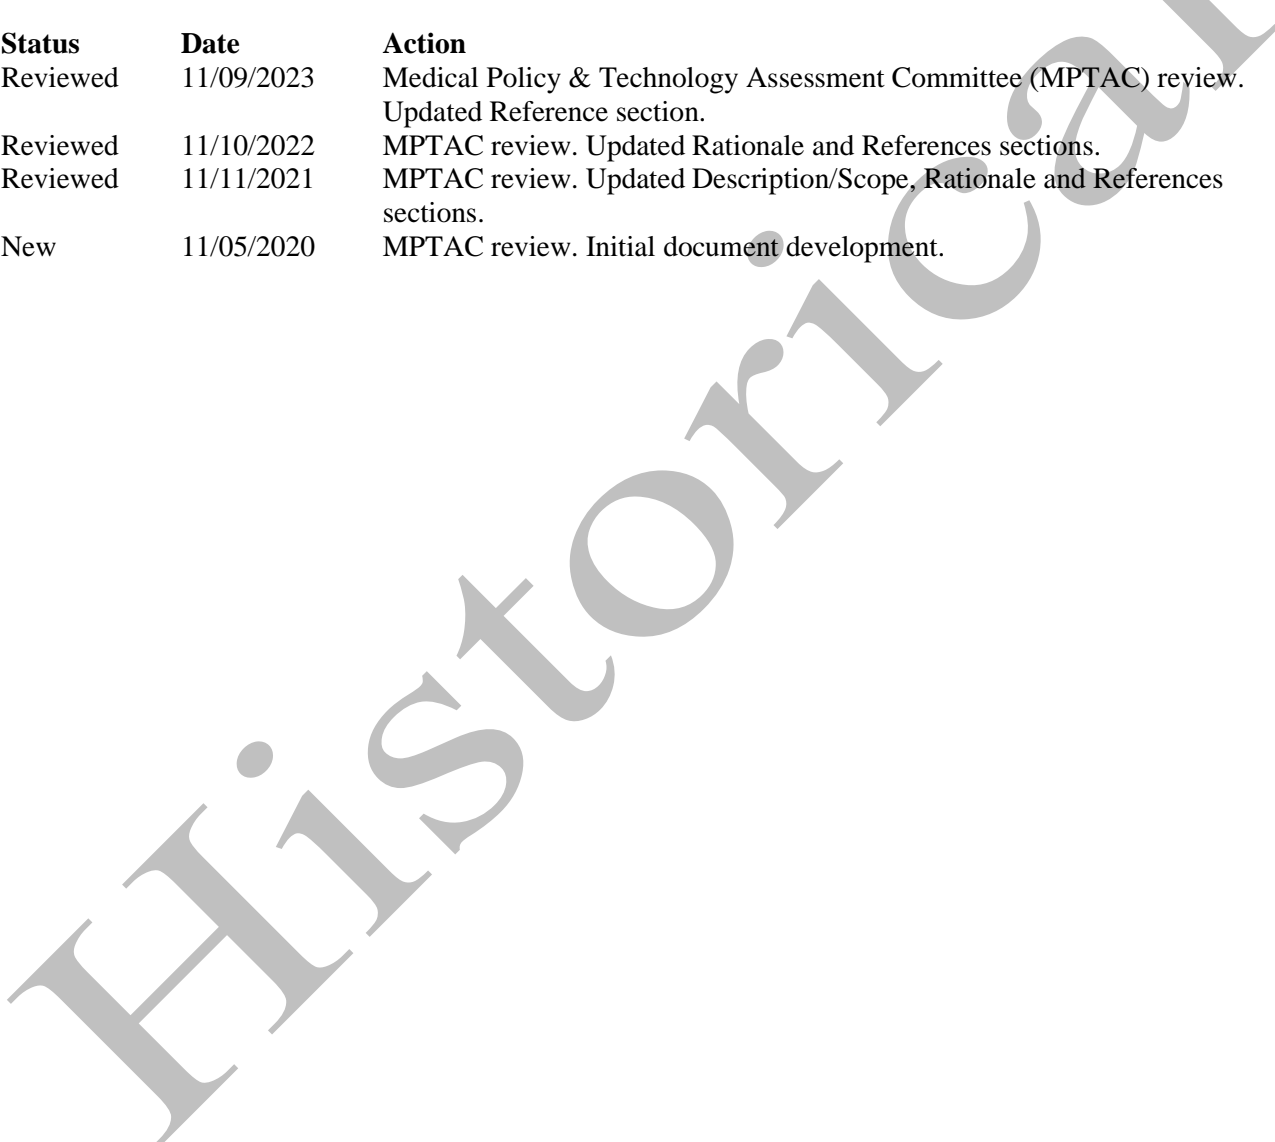 Status Date Action
Reviewed 11/09/2023 Medical Policy & Technology Assessment Committee (MPTAC) review.
Updated Reference section.
Reviewed 11/10/2022 MPTAC review. Updated Rationale and References sections.
Reviewed 11/11/2021 MPTAC review. Updated Description/Scope, Rationale and References
sections.
New 11/05/2020 MPTAC review. Initial document development.
Historical